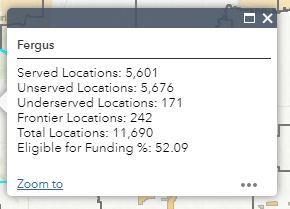 Fergus
Served Locations: 5,601
Unserved Locations: 5,676
Underserved Locations: 171
Frontier Locations: 242
Total Locations: 11,690
Eligible for Funding %: 52.09
Zoom to